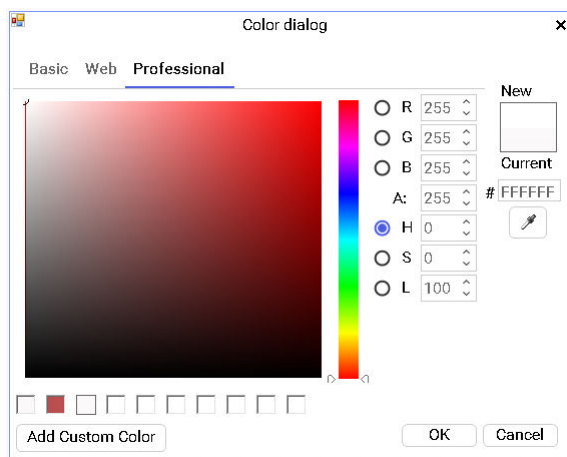 Color dialog
Basic Web Professional
New
R 255
G 255
B 255
Current
A: 255
# FFFFFF
H 0
S 0
L 100
Add Custom Color
OK Cancel